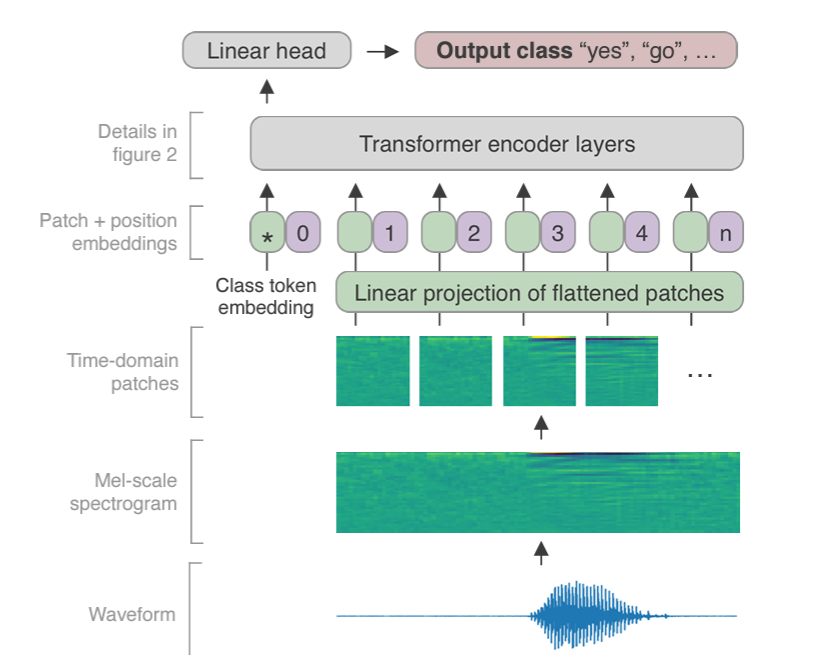 Linear head
Output class "yes", "go", ...
Details in
figure 2
Transformer encoder layers
Patch + position
embeddings
* 0 1 2 3 4 n
Class token
embedding
Linear projection of flattened patches
Time-domain
patches
...
Mel-scale
spectrogram
Waveform